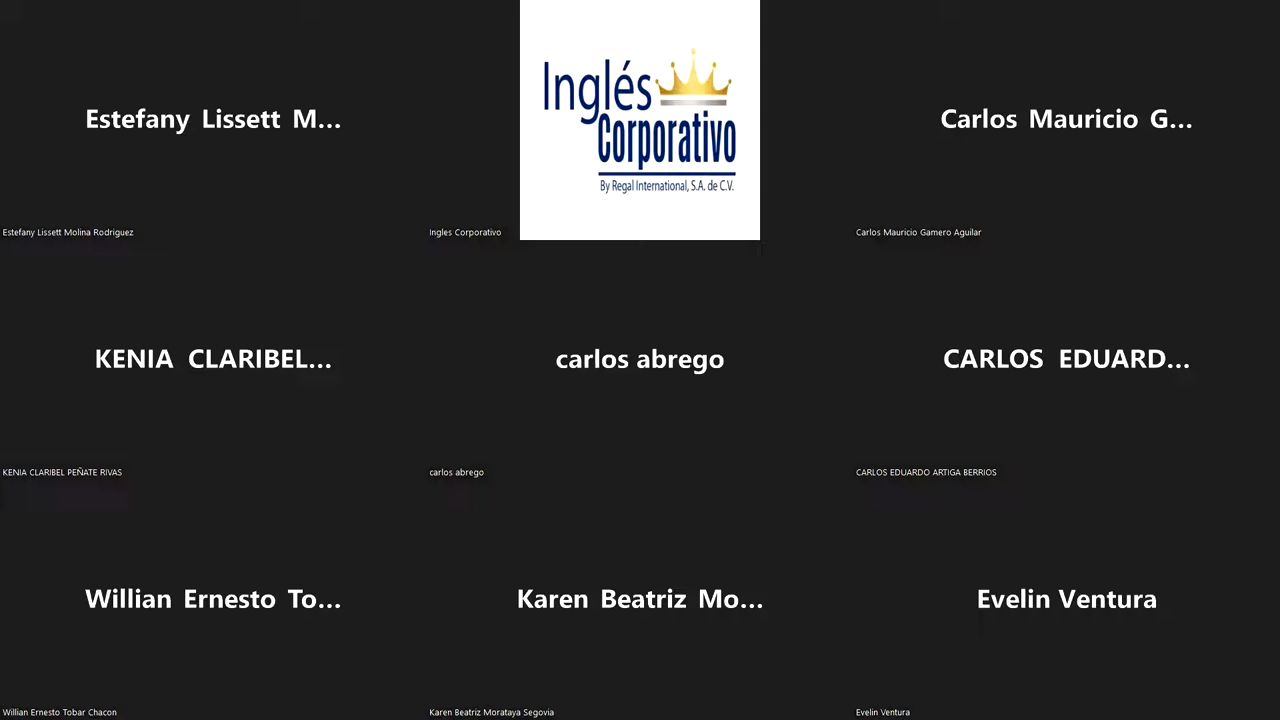 Estefany Lissett M...
Inglés
Corporativo
By Regal International, S.A. de C.V.
Carlos Mauricio G...
Estefany Lissett Molina Rodriguez
Ingles Corporativo
Carlos Mauricio Gamero Aguilar
KENIA CLARIBEL...
carlos abrego
CARLOS EDUARD...
KENIA CLARIBEL PEÑATE RIVAS
carlos abrego
CARLOS EDUARDO ARTIGA BERRIOS
Willian Ernesto To...
Karen Beatriz Mo...
Evelin Ventura
Willian Ernesto Tobar Chacon
Karen Beatriz Morataya Segovia
Evelin Ventura